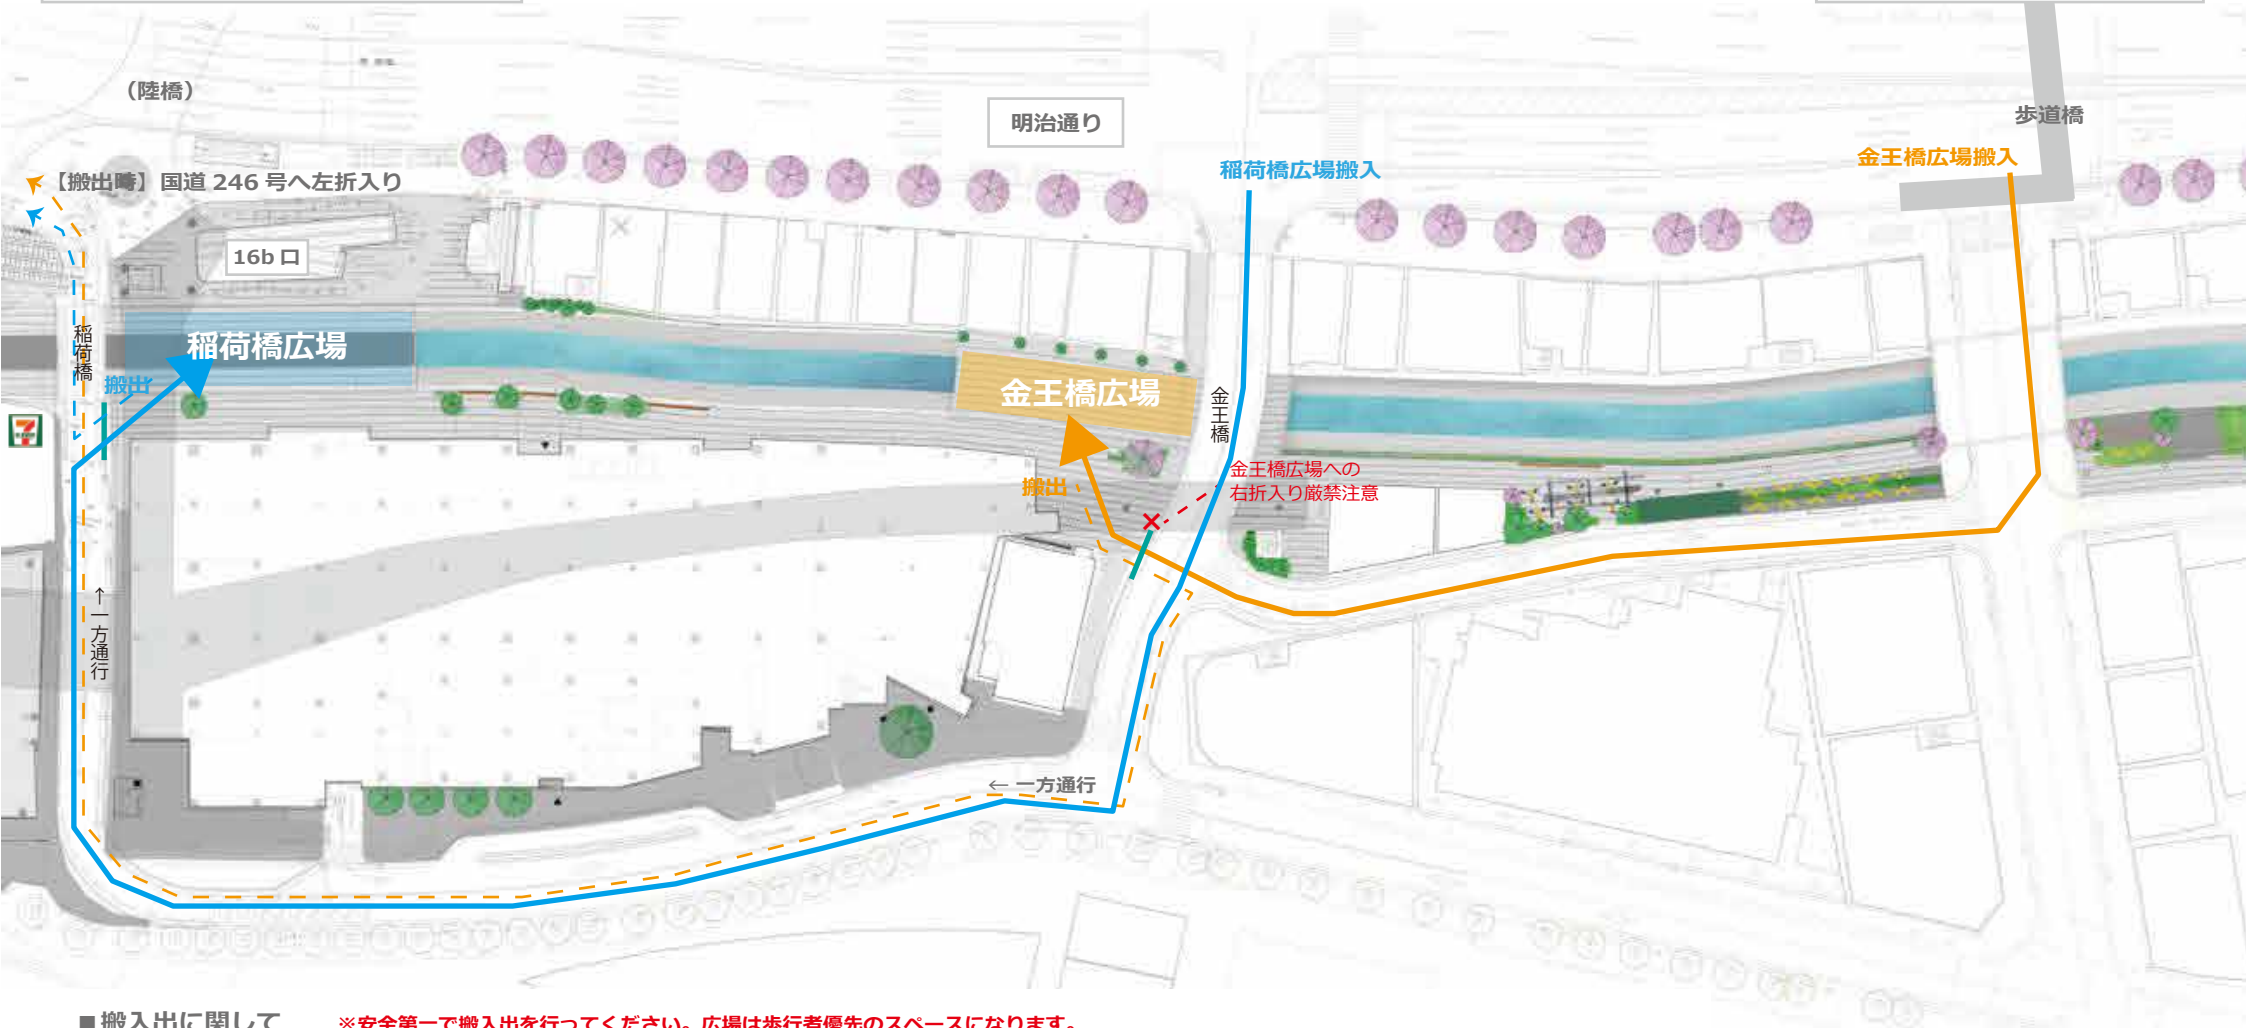 （陸橋）
明治通り
歩道橋
稲荷橋広場搬入
金王橋広場搬入
【搬出時】国道 246 号へ左折入り
16b 口
稲荷橋
稲荷橋広場
搬出
金王橋広場
金王橋
金王橋広場への
右折入り厳禁注意
搬出
↑一方通行
← 一方通行
■搬入出に関して
※安全第一で搬入出を行ってください。広場は歩行者優先のスペースになります。